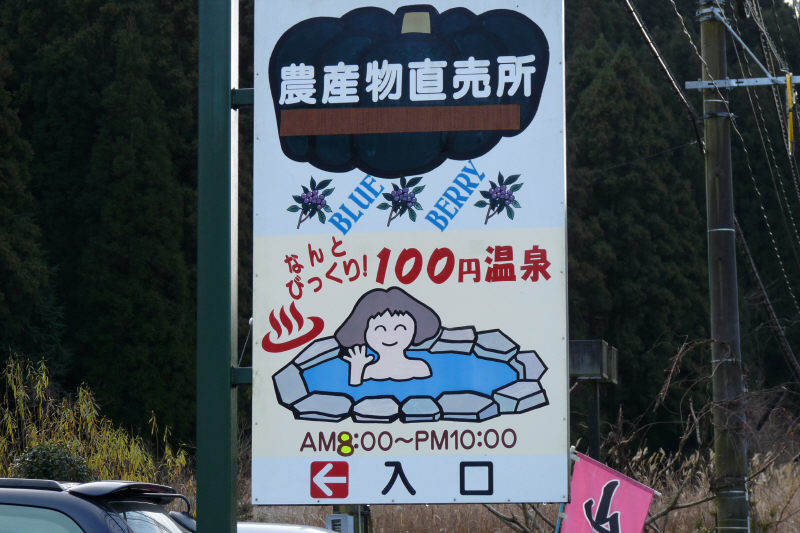 農産物直売所
BLUE BERRY
なんと
びっくり! 100円温泉
AM8:00〜PM10:00
入口